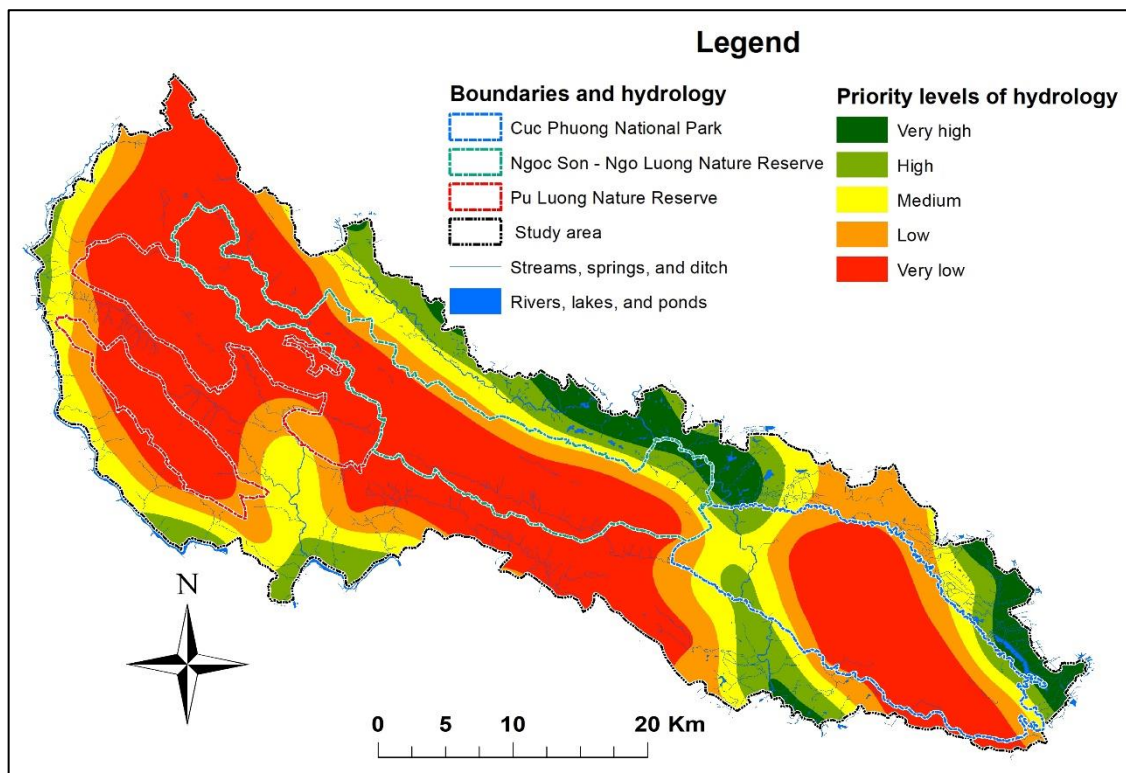 Legend
Boundaries and hydrology
Cuc Phuong National Park
Ngoc Son - Ngo Luong Nature Reserve
Pu Luong Nature Reserve
Study area
Streams, springs, and ditch
Rivers, lakes, and ponds
Priority levels of hydrology
Very high
High
Medium
Low
Very low
N
0 5 10 20 Km